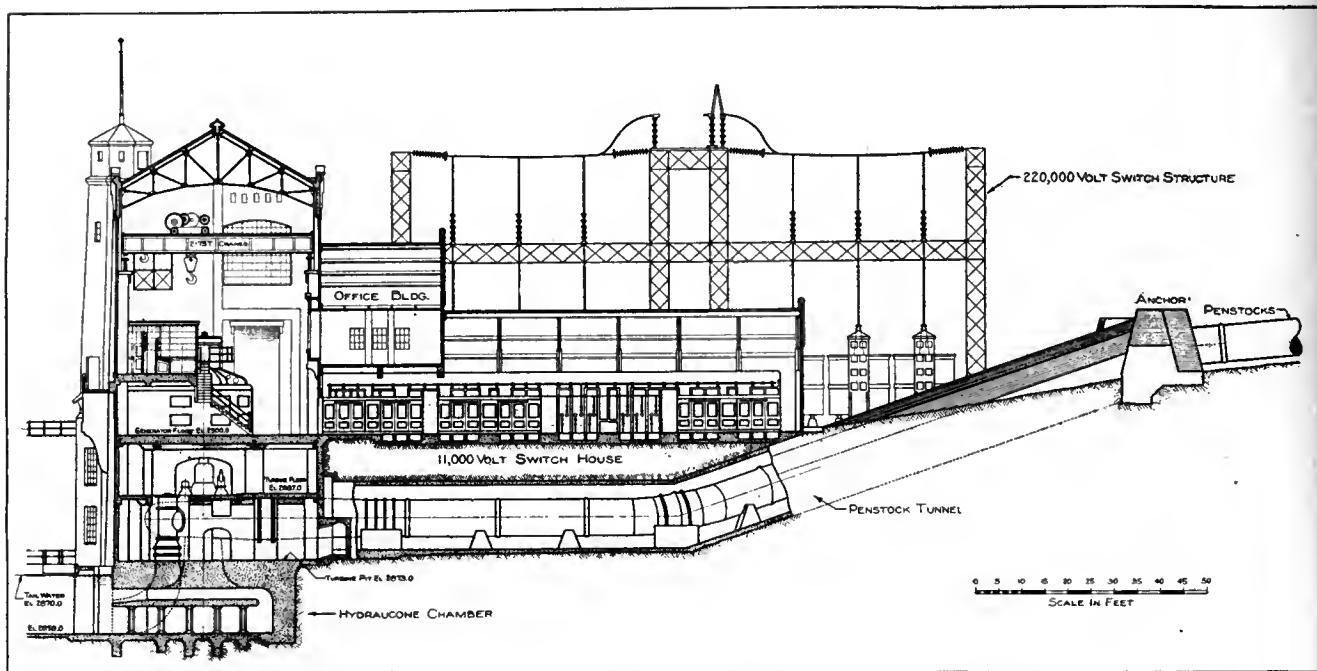 220,000 VOLT SWITCH STRUCTURE
2-75T. CRANES
OFFICE BLDG.
ANCHOR
PENSTOCKS
GENERATOR FLOOR EL 2900.0
11,000 VOLT SWITCH HOUSE
TURBINE FLOOR
EL 2887.0
PENSTOCK TUNNEL
TURBINE PIT EL 2873.0
TAIL WATER
EL 2870.0
HYDRAUCONE CHAMBER
EL 2858.0
0 5 10 15 20 25 30 35 40 45 50
SCALE IN FEET